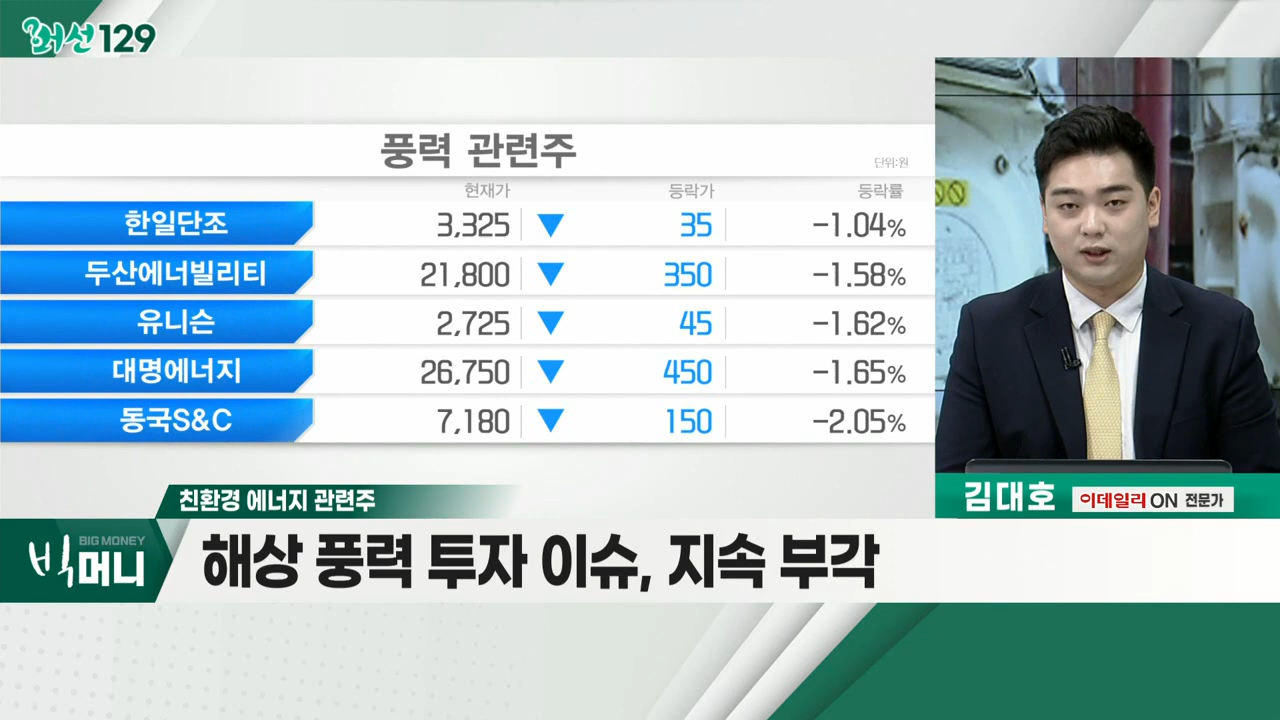 머선129
풍력 관련주
단위:원
현재가 등락가 등락률
한일단조 3,325 ▼ 35 -1.04%
두산에너빌리티 21,800 ▼ 350 -1.58%
유니슨 2,725 ▼ 45 -1.62%
대명에너지 26,750 ▼ 450 -1.65%
동국S&C 7,180 ▼ 150 -2.05%
김대호 이데일리ON 전문가
친환경 에너지 관련주
BIG MONEY
빅머니
해상 풍력 투자 이슈, 지속 부각